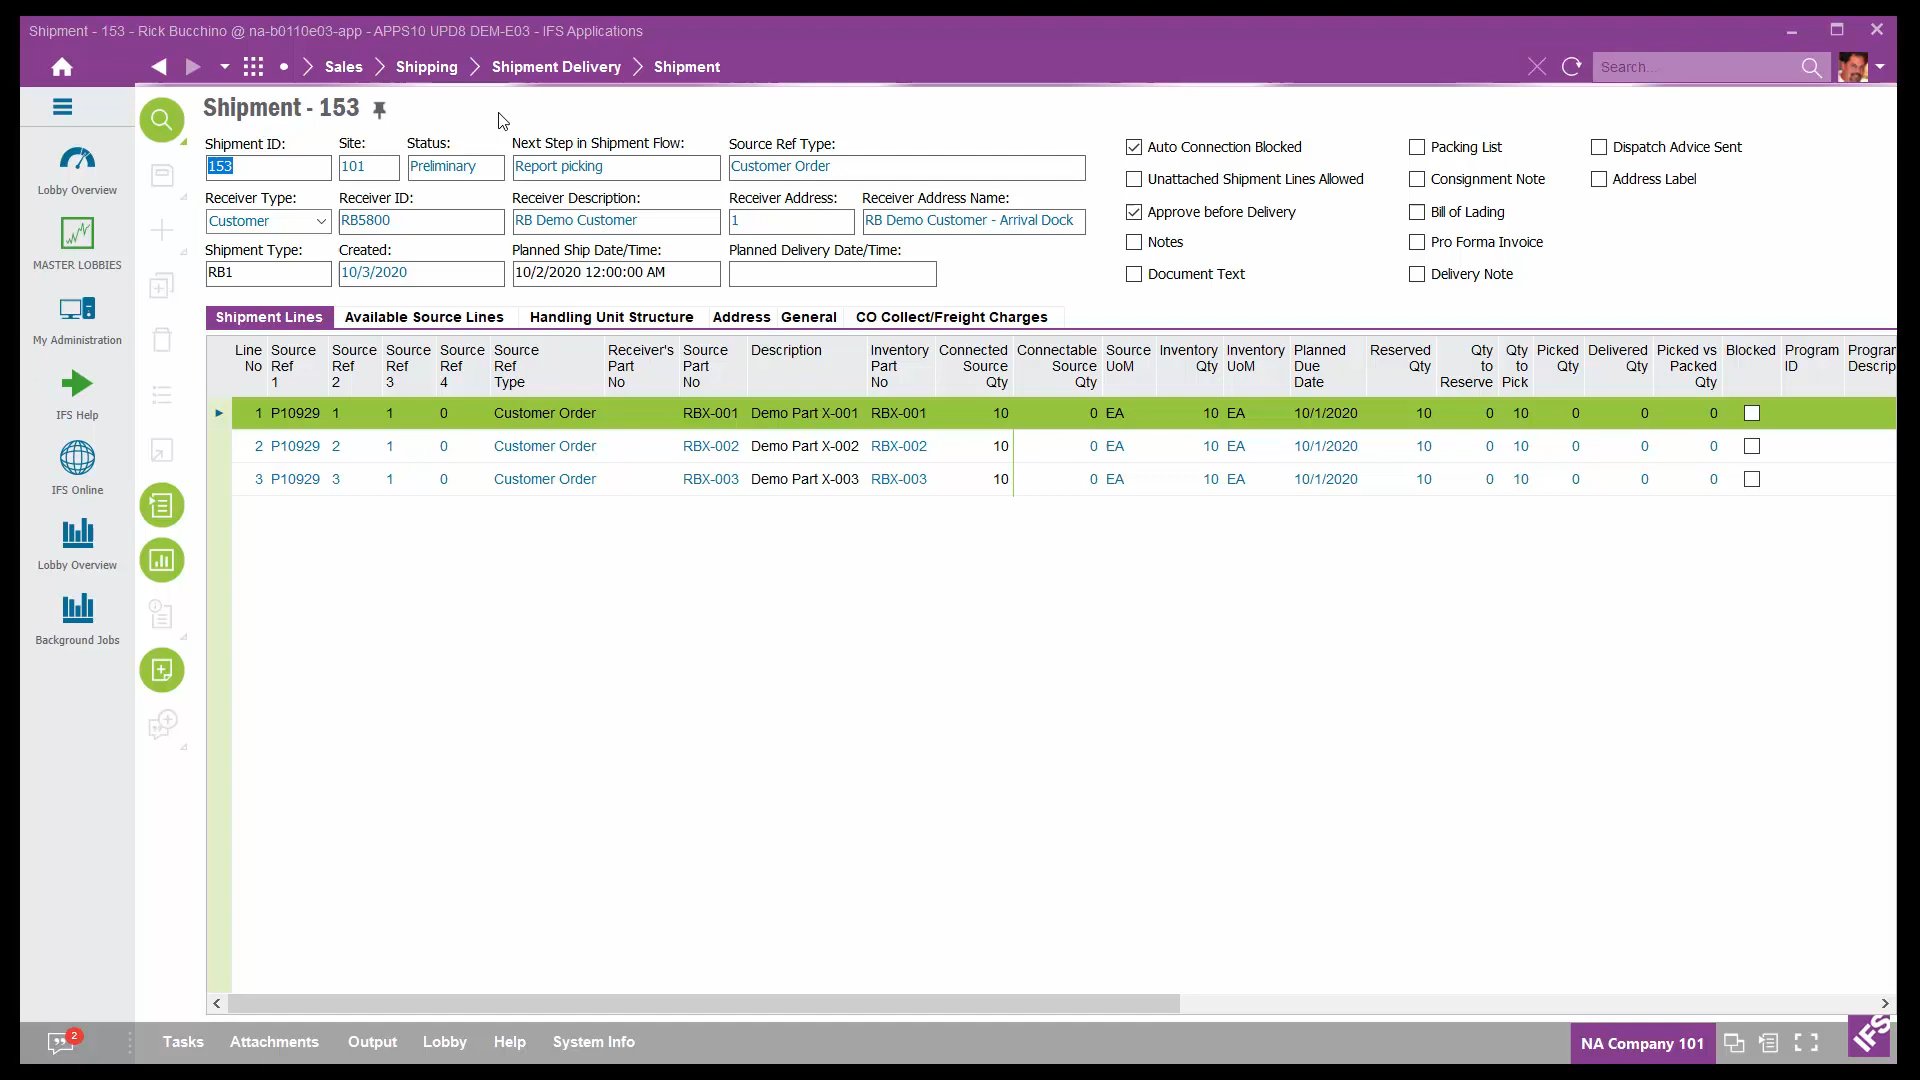 Shipment - 153 - Rick Bucchino @ na-b0110e03-app - APPS10 UPD8 DEM-E03 - IFS Applications
Sales Shipping Shipment Delivery Shipment
Search...
Shipment - 153
Shipment ID: Site: Status: Next Step in Shipment Flow: Source Ref Type:
153 101 Preliminary Report picking Customer Order
Receiver Type: Receiver ID: Receiver Description: Receiver Address: Receiver Address Name:
Customer RB5800 RB Demo Customer 1 RB Demo Customer - Arrival Dock
Shipment Type: Created: Planned Ship Date/Time: Planned Delivery Date/Time:
RB1 10/3/2020 10/2/2020 12:00:00 AM
Auto Connection Blocked Packing List Dispatch Advice Sent
Unattached Shipment Lines Allowed Consignment Note Address Label
Approve before Delivery Bill of Lading
Notes Pro Forma Invoice
Document Text Delivery Note
Shipment Lines Available Source Lines Handling Unit Structure Address General CO Collect/Freight Charges
Line Source Source Source Source Source Receiver's Source Description Inventory Connected Connectable Source Inventory Inventory Planned Reserved Qty Qty Picked Delivered Picked vs Blocked Program Progran
No Ref Ref Ref Ref Ref Part Part Part Source Source UoM Qty UoM Due Qty to to Qty Qty Packed ID Descrip
1 2 3 4 Type No No No Qty Qty Date Reserve Pick Qty
1 P10929 1 1 0 Customer Order RBX-001 Demo Part X-001 RBX-001 10 0 EA 10 EA 10/1/2020 10 0 10 0 0 0
2 P10929 2 1 0 Customer Order RBX-002 Demo Part X-002 RBX-002 10 0 EA 10 EA 10/1/2020 10 0 10 0 0 0
3 P10929 3 1 0 Customer Order RBX-003 Demo Part X-003 RBX-003 10 0 EA 10 EA 10/1/2020 10 0 10 0 0 0
Lobby Overview
MASTER LOBBIES
My Administration
IFS Help
IFS Online
Lobby Overview
Background Jobs
2
Tasks Attachments Output Lobby Help System Info
NA Company 101
IFS